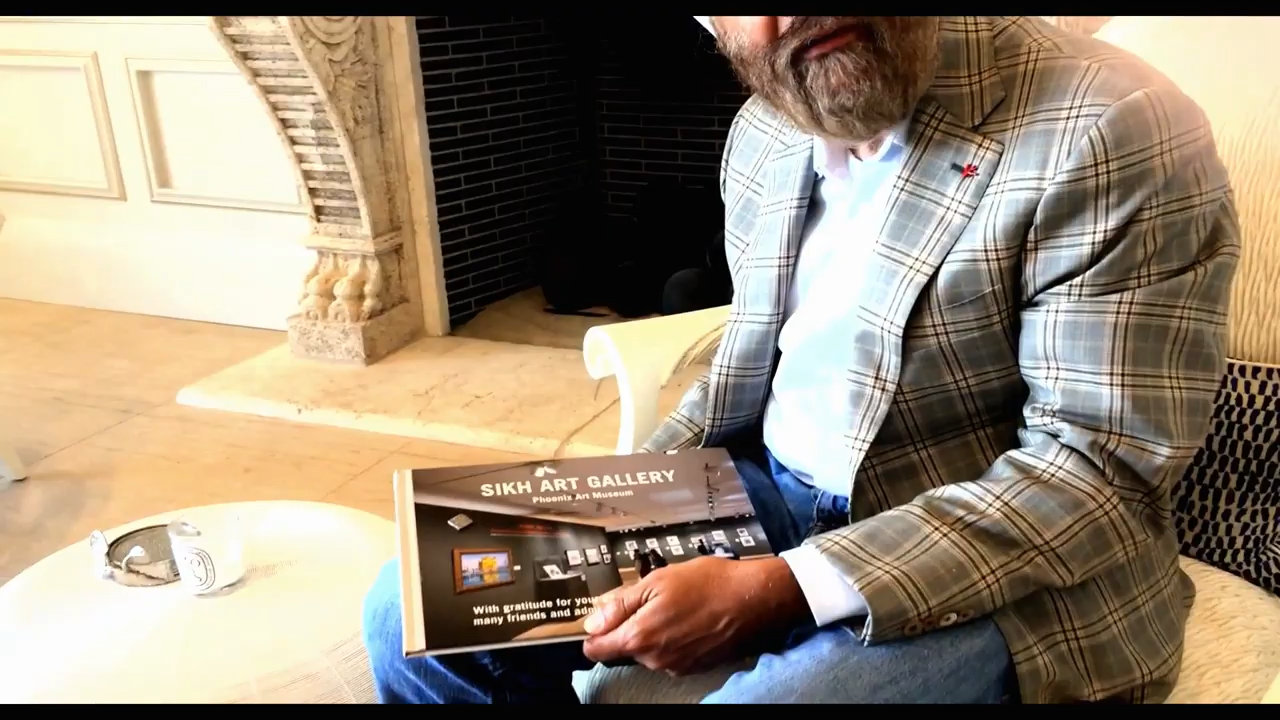 SIKH ART GALLERY
Phoenix Art Museum
With gratitude for your
many friends and